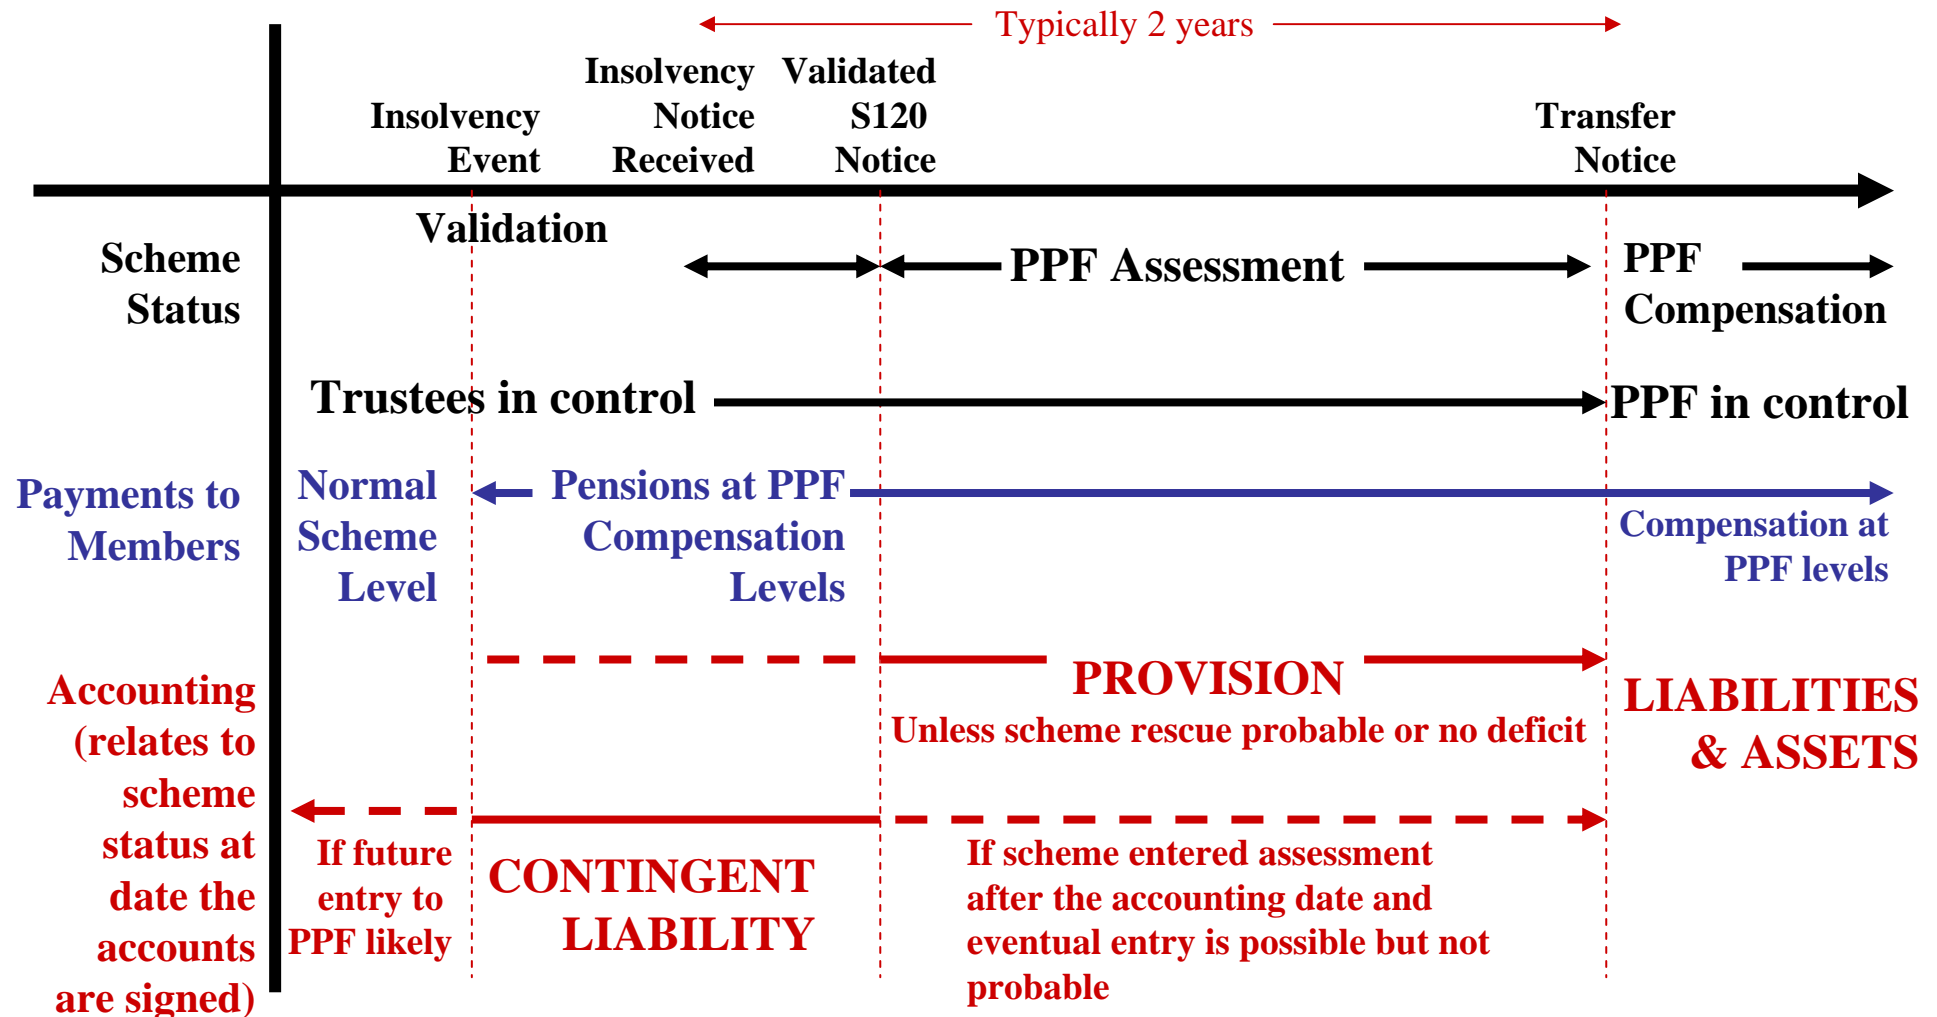 Typically 2 years
Insolvency
Event
Insolvency
Notice
Received
Validated
S120
Notice
Transfer
Notice
Scheme
Status
Validation
PPF Assessment
PPF
Compensation
Trustees in control
PPF in control
Payments to
Members
Normal
Scheme
Level
Pensions at PPF
Compensation
Levels
Compensation at
PPF levels
Accounting
(relates to
scheme
status at
date the
accounts
are signed)
PROVISION
Unless scheme rescue probable or no deficit
LIABILITIES
& ASSETS
If future
entry to
PPF likely
CONTINGENT
LIABILITY
If scheme entered assessment
after the accounting date and
eventual entry is possible but not
probable